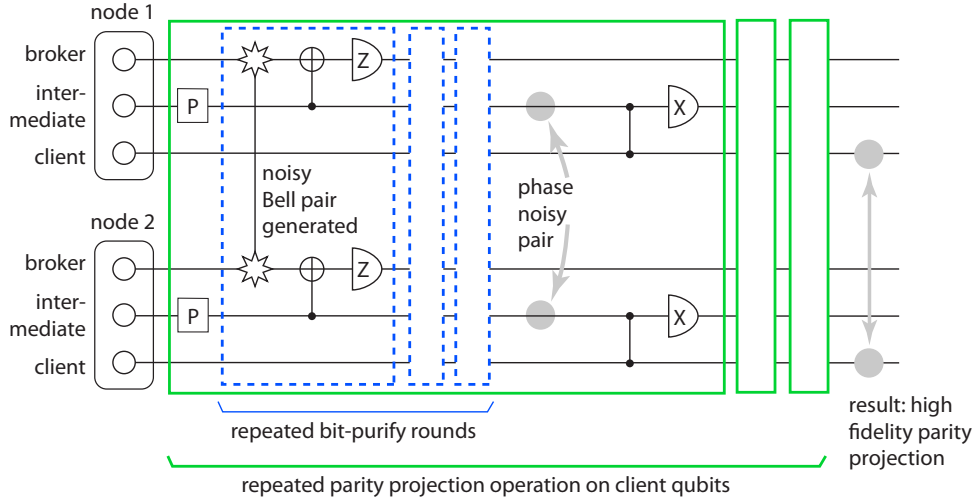 node 1
broker
inter-
mediate
client
P
Z
noisy
Bell pair
generated
X
phase
noisy
pair
node 2
broker
inter-
mediate
client
P
Z
X
repeated bit-purify rounds
result: high
fidelity parity
projection
repeated parity projection operation on client qubits